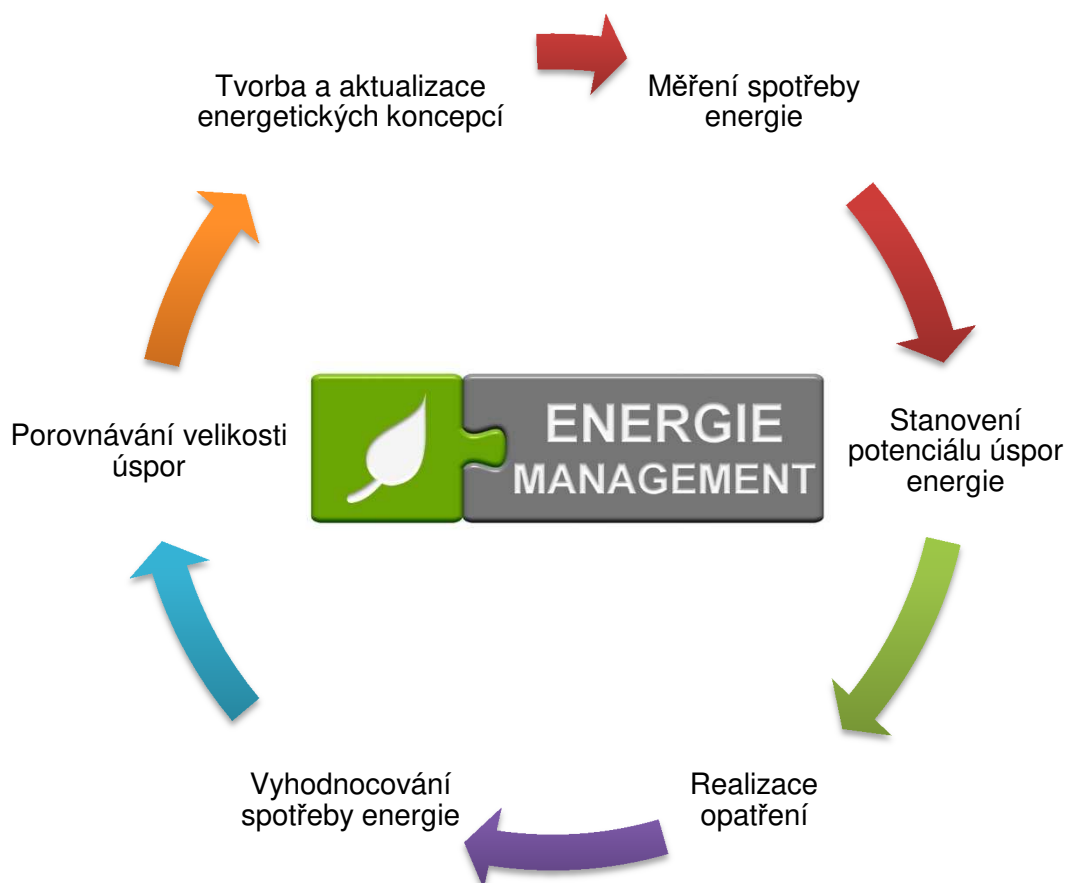 Tvorba a aktualizace
energetických koncepcí
Měření spotřeby
energie
Stanovení
potenciálu úspor
energie
Realizace
opatření
Vyhodnocování
spotřeby energie
Porovnávání velikosti
úspor
ENERGIE
MANAGEMENT